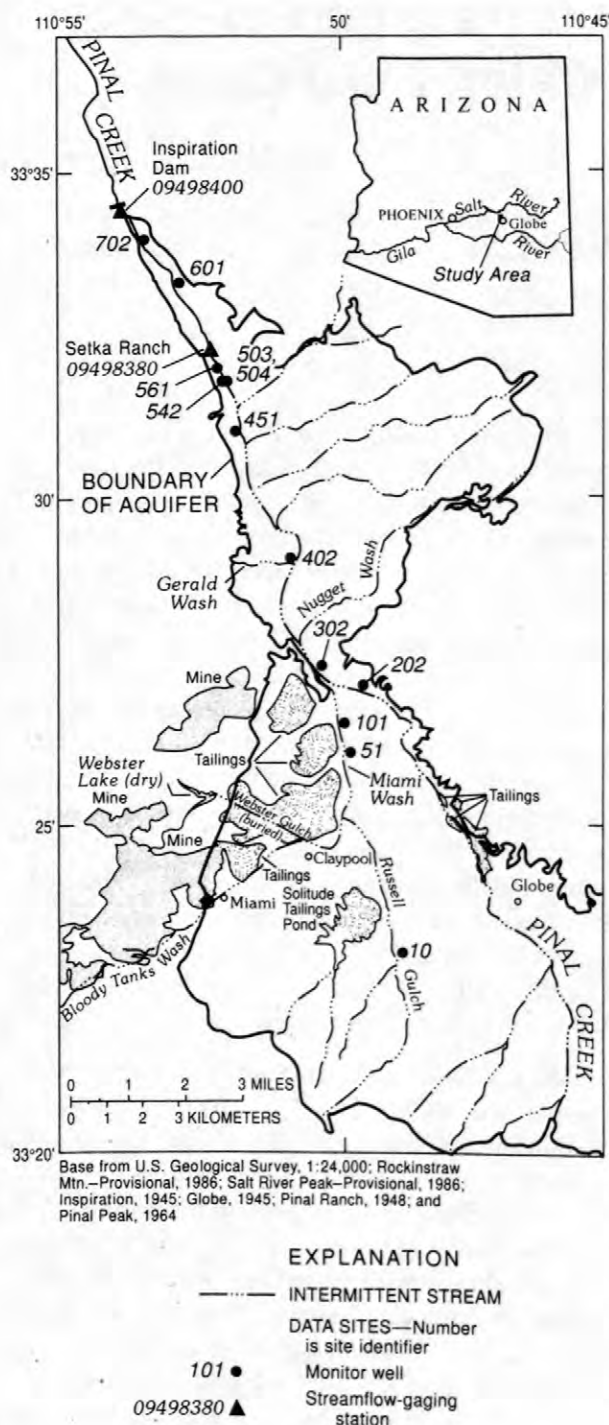 110°55'
50'
110°45'
PINAL
CREEK
ARIZONA
Inspiration
Dam
09498400
33°35'
PHOENIX
Salt
River
Globe
Gila
River
Study Area
702
601
Setka Ranch
09498380
503,
504
561
542
451
BOUNDARY
OF AQUIFER
30'
402
Gerald
Wash
Nugget
Wash
302
202
Mine
101
Tailings
51
Webster
Lake (dry)
Miami
Wash
Mine
Webster Gulch
(buried)
Tailings
25'
Mine
Claypool
Tailings
Russell
Gulch
Globe
Miami
Solitude
Tailings
Pond
PINAL
CREEK
10
Bloody Tanks Wash
0 1 2 3 MILES
0 1 2 3 KILOMETERS
33°20'
Base from U.S. Geological Survey, 1:24,000; Rockinstraw
Mtn.–Provisional, 1986; Salt River Peak–Provisional, 1986;
Inspiration, 1945; Globe, 1945; Pinal Ranch, 1948; and
Pinal Peak, 1964
EXPLANATION
INTERMITTENT STREAM
DATA SITES—Number
is site identifier
101 Monitor well
09498380 Streamflow-gaging
station